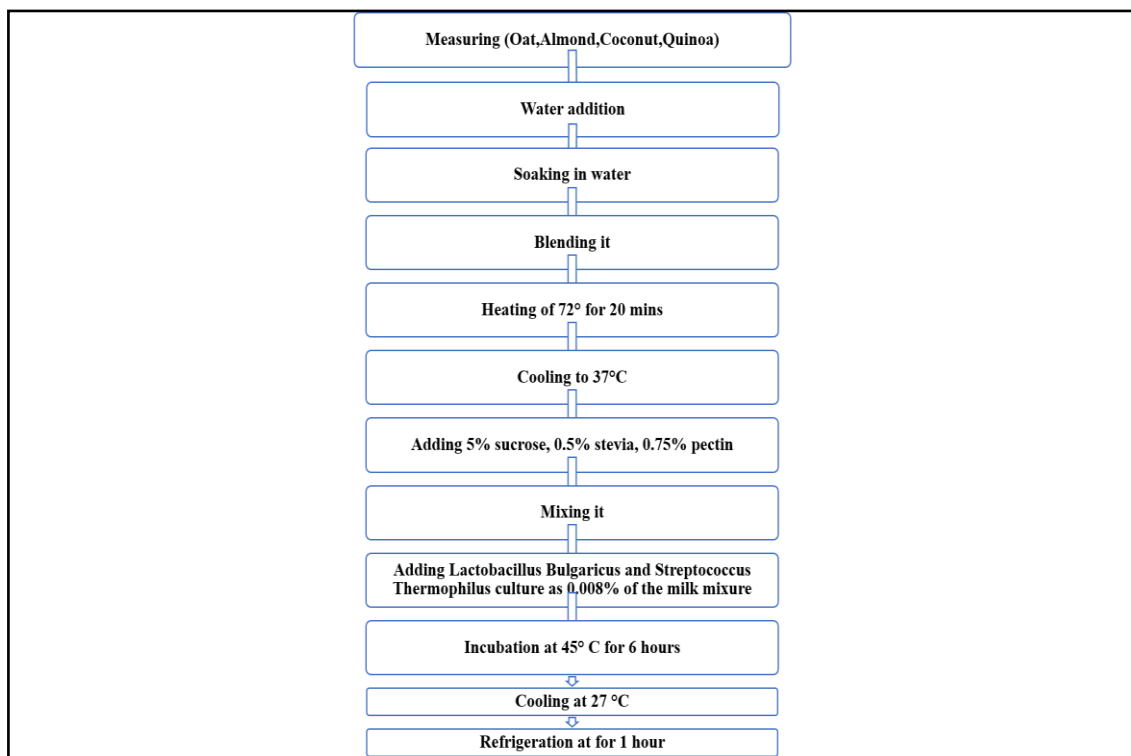 Measuring (Oat,Almond,Coconut,Quinoa)
Water addition
Soaking in water
Blending it
Heating of 72° for 20 mins
Cooling to 37°C
Adding 5% sucrose, 0.5% stevia, 0.75% pectin
Mixing it
Adding Lactobacillus Bulgaricus and Streptococcus
Thermophilus culture as 0.008% of the milk mixure
Incubation at 45° C for 6 hours
Cooling at 27 °C
Refrigeration at for 1 hour